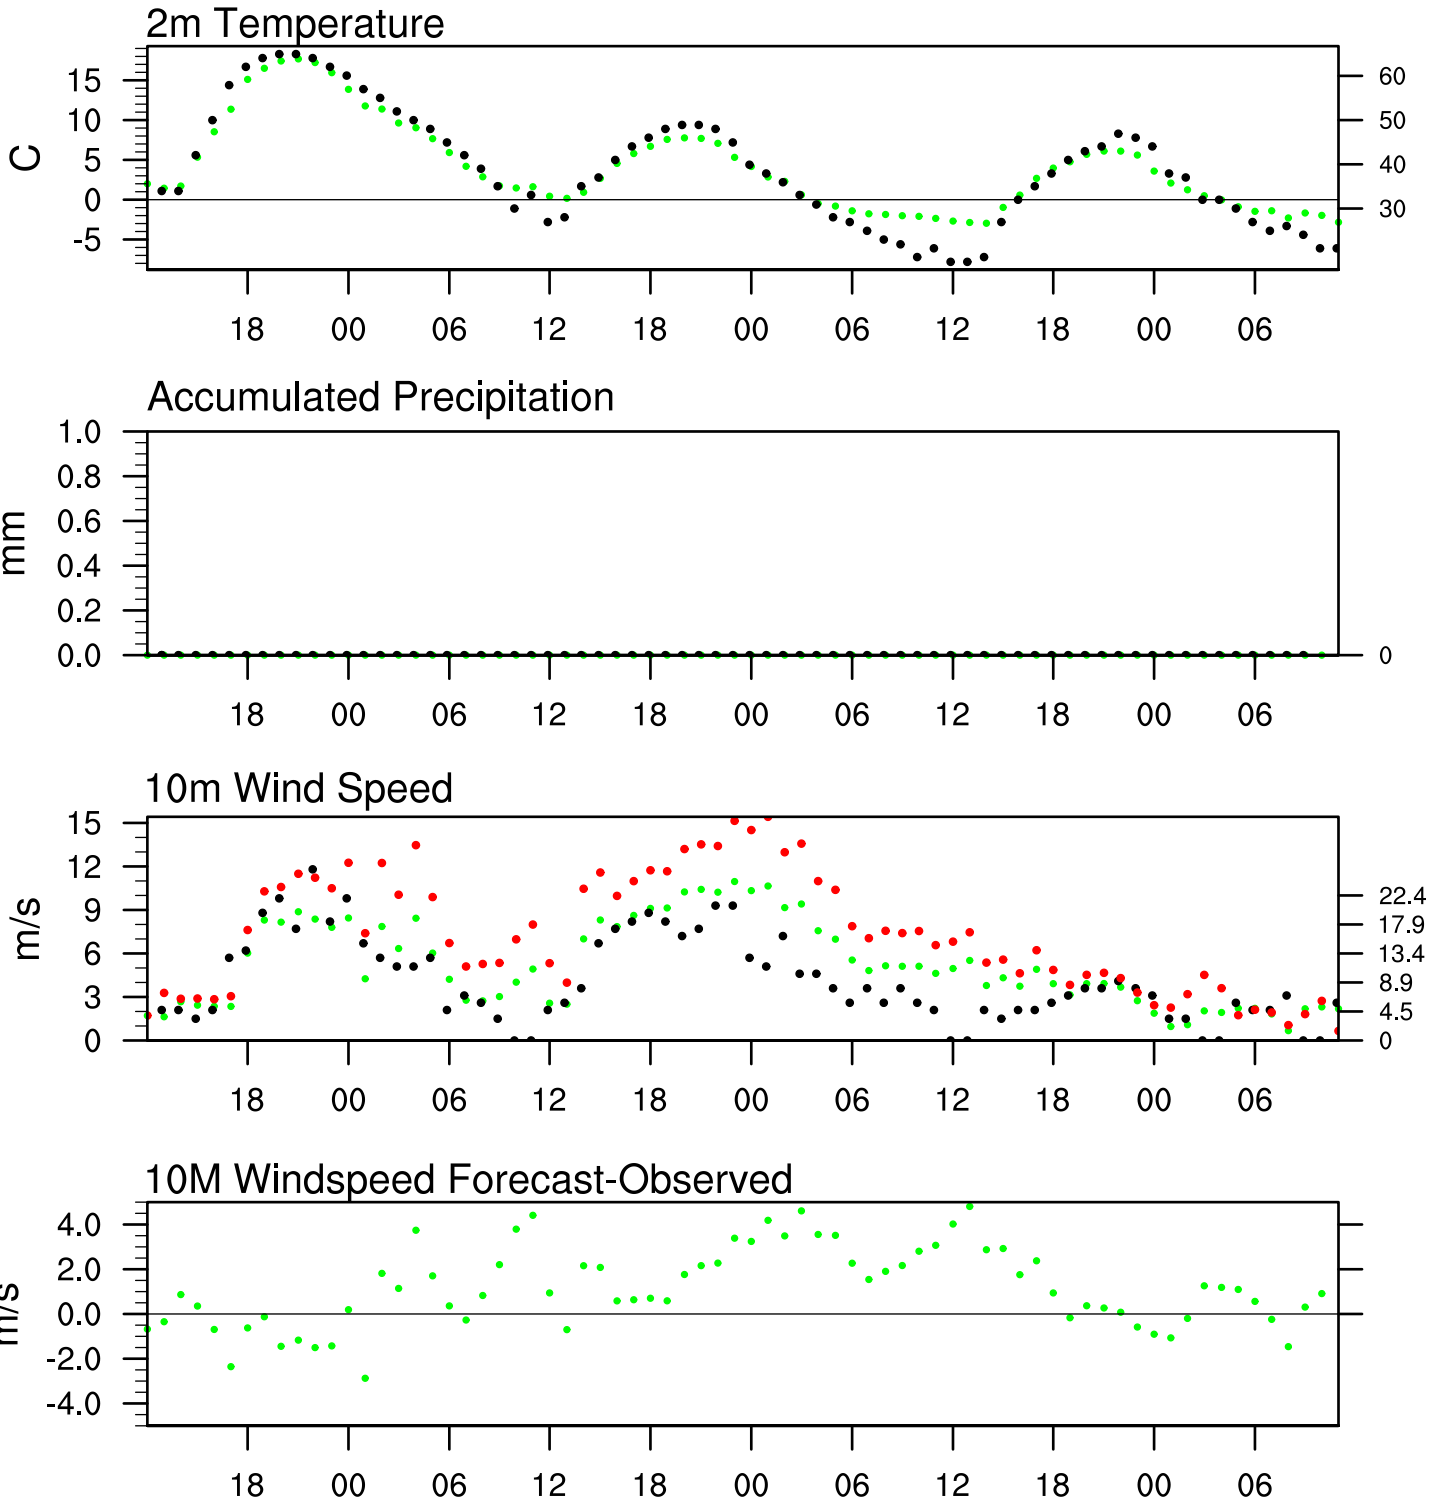 2m Temperature
15
10
5
0
-5
C
60
50
40
30
18 00 06 12 18 00 06 12 18 00 06
Accumulated Precipitation
1.0
0.8
0.6
0.4
0.2
0.0
mm
0
18 00 06 12 18 00 06 12 18 00 06
10m Wind Speed
15
12
9
6
3
0
m/s
22.4
17.9
13.4
8.9
4.5
0
18 00 06 12 18 00 06 12 18 00 06
10M Windspeed Forecast-Observed
4.0
2.0
0.0
-2.0
-4.0
m/s
18 00 06 12 18 00 06 12 18 00 06